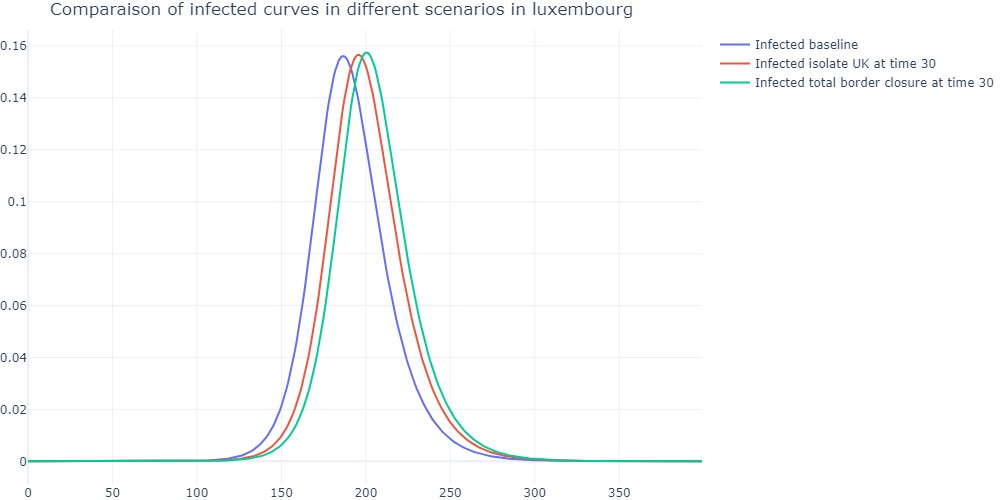 Comparaison of infected curves in different scenarios in luxembourg
Infected baseline
Infected isolate UK at time 30
Infected total border closure at time 30
0.16
0.14
0.12
0.1
0.08
0.06
0.04
0.02
0
0 50 100 150 200 250 300 350